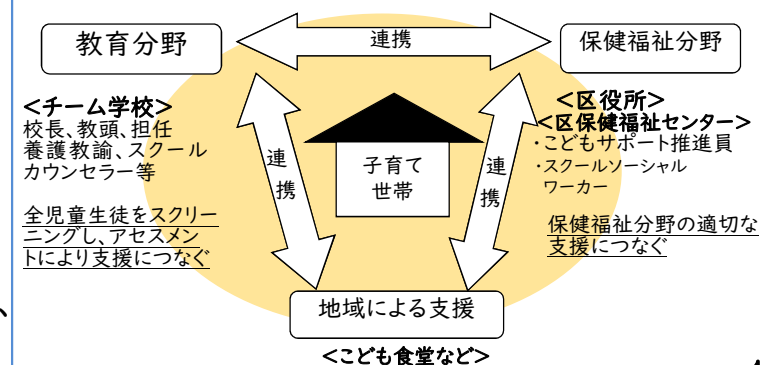 教育分野
連携
保健福祉分野
<チーム学校>
校長、教頭、担任
養護教諭、スクール
カウンセラー等
全児童生徒をスクリー
ニングし、アセスメン
トにより支援につなぐ
連携
子育て
世帯
連携
<区役所>
<区保健福祉センター>
・こどもサポート推進員
・スクールソーシャル
ワーカー
保健福祉分野の適切な
支援につなぐ
地域による支援
<こども食堂など>
、